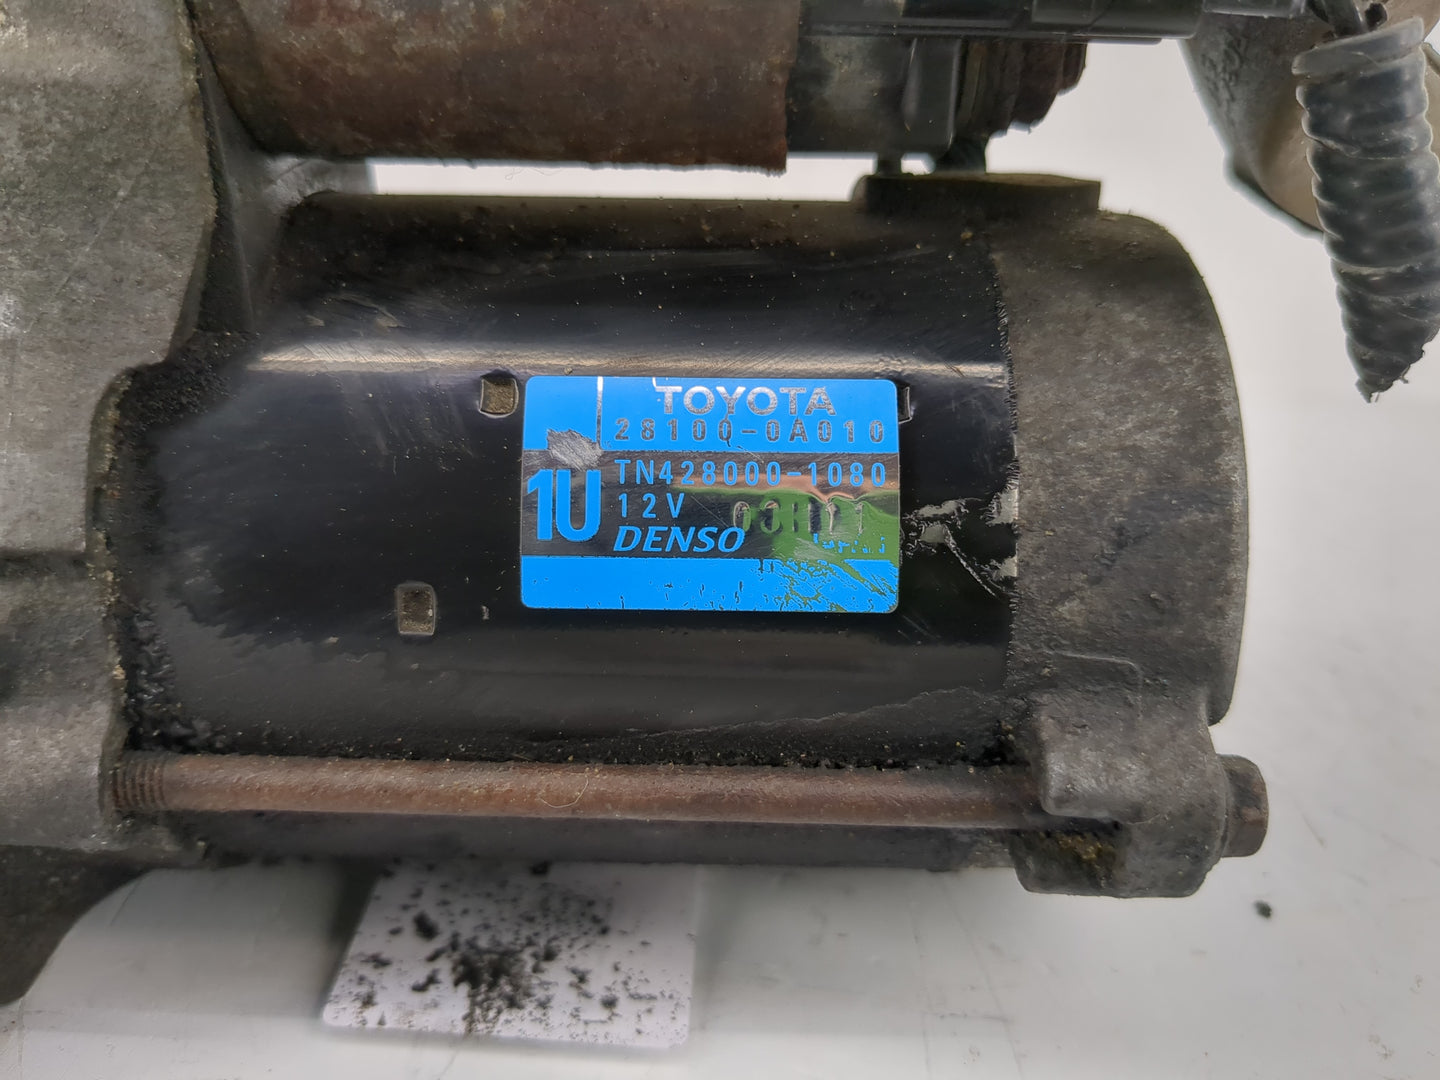 TOYOTA
28100-0A010
1U
TN428000-1080
12V
DENSO